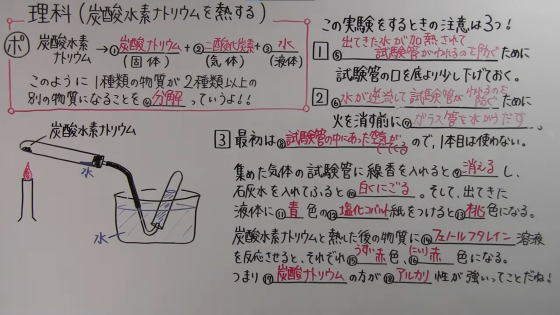 理科(炭酸水素ナトリウムを熱する)
ポ 炭酸水素ナトリウム → ①炭酸ナトリウム + ②二酸化炭素 + ③水
(固体) (気体) (液体)
このように1種類の物質が2種類以上の
別の物質になることを④分解っていうよ!!
炭酸水素ナトリウム
水
水
この実験をするときの注意は3つ!
1 ⑤出てきた水が加熱されて試験管がわれるのを防ぐために
試験管の口を底より少し下げておく。
2 ⑥水が逆流して試験管がわれるのを防ぐために
火を消す前に⑦ガラス管を水からだす。
3 最初は⑧試験管の中にあった空気がでてくるので、1本目は使わない。
集めた気体の試験管に線香を入れると⑨消えるし、
石灰水を入れてふると⑩白くにごる。そして、出てきた
液体に⑪青色の⑫塩化コバルト紙をつけると⑬桃色になる。
炭酸水素ナトリウムと熱した後の物質に⑭フェノールフタレイン溶液
を反応させると、それぞれ⑮うすい赤色、⑯こい赤色になる。
つまり⑰炭酸ナトリウムの方が⑱アルカリ性が強いってことだね!